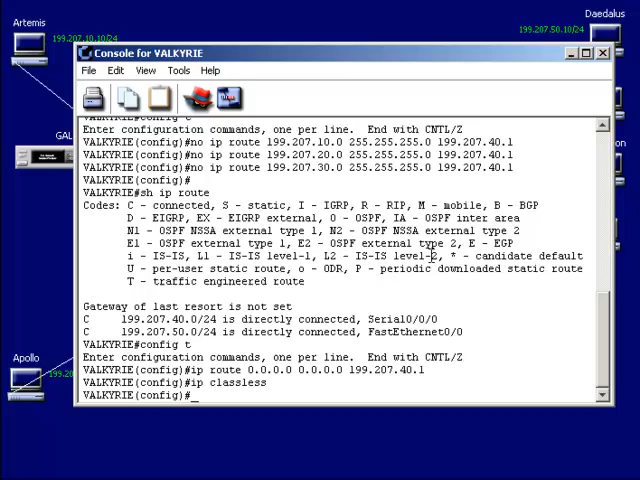 Artemis
199.207.10.10/24
Daedalus
199.207.50.10/24
Console for VALKYRIE
File Edit View Tools Help
VALKYRIE#config t
Enter configuration commands, one per line. End with CNTL/Z
VALKYRIE(config)#no ip route 199.207.10.0 255.255.255.0 199.207.40.1
VALKYRIE(config)#no ip route 199.207.20.0 255.255.255.0 199.207.40.1
VALKYRIE(config)#no ip route 199.207.30.0 255.255.255.0 199.207.40.1
VALKYRIE(config)#
VALKYRIE#sh ip route
Codes: C - connected, S - static, I - IGRP, R - RIP, M - mobile, B - BGP
D - EIGRP, EX - EIGRP external, O - OSPF, IA - OSPF inter area
N1 - OSPF NSSA external type 1, N2 - OSPF NSSA external type 2
E1 - OSPF external type 1, E2 - OSPF external type 2, E - EGP
i - IS-IS, L1 - IS-IS level-1, L2 - IS-IS level-2, * - candidate default
U - per-user static route, o - ODR, P - periodic downloaded static route
T - traffic engineered route
Gateway of last resort is not set
C 199.207.40.0/24 is directly connected, Serial0/0/0
C 199.207.50.0/24 is directly connected, FastEthernet0/0
VALKYRIE#config t
Enter configuration commands, one per line. End with CNTL/Z
VALKYRIE(config)#ip route 0.0.0.0 0.0.0.0 199.207.40.1
VALKYRIE(config)#ip classless
VALKYRIE(config)#_
GAL
on
Apollo
199.20